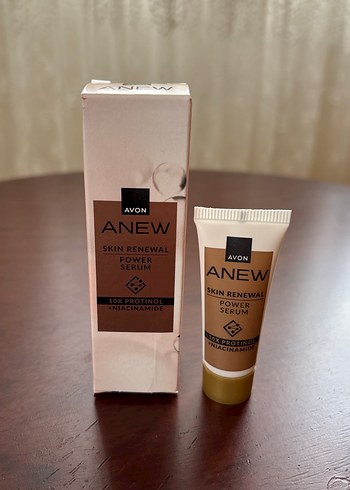 ANEW
AVON
ANEW
SKIN RENEWAL
POWER
SERUM
10X PROTINOL
+NIACINAMIDE
AVON
ANEW
SKIN RENEWAL
POWER
SERUM
10X PROTINOL
+NIACINAMIDE